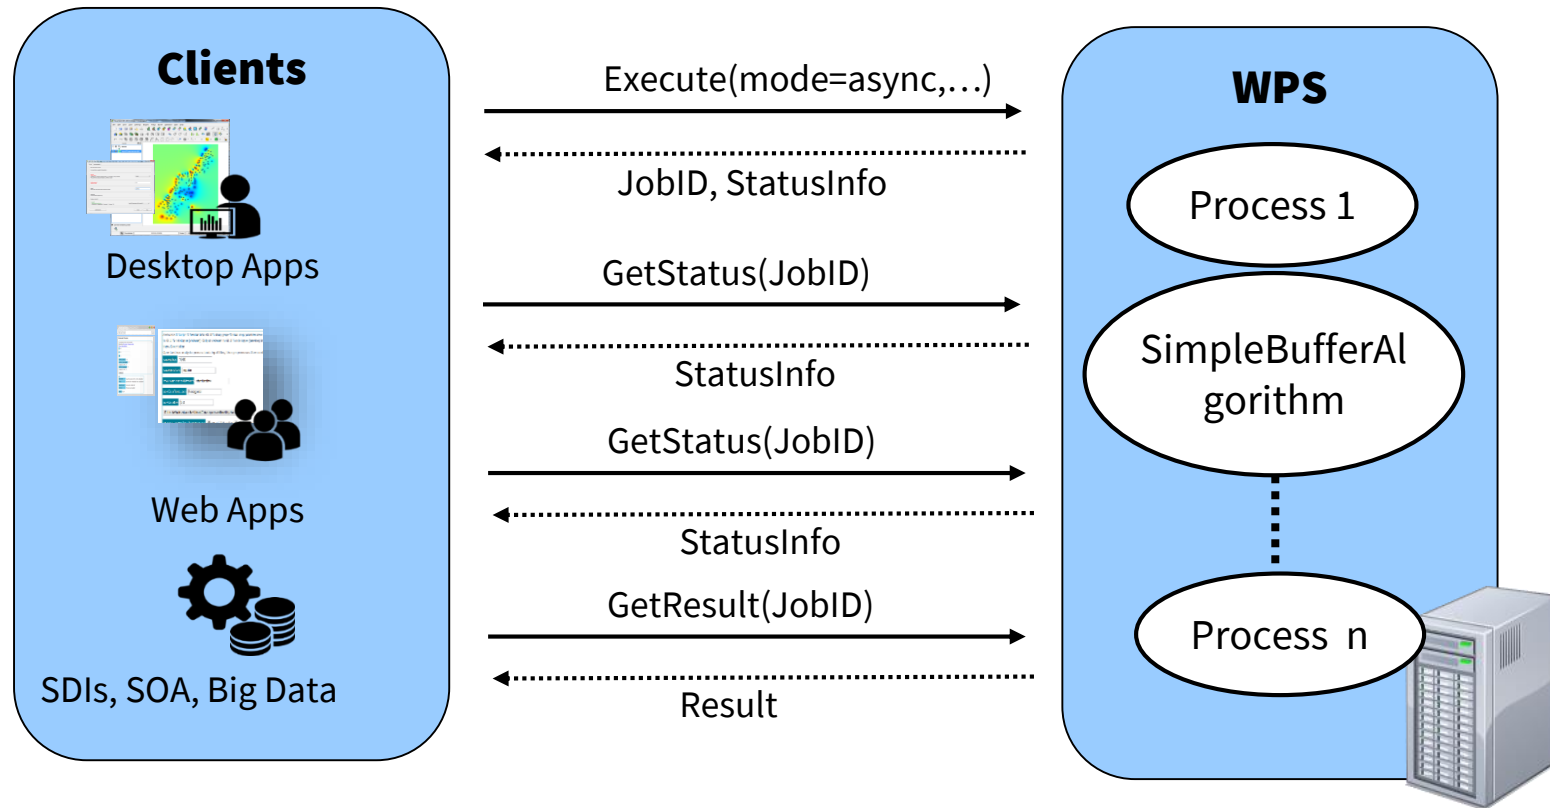 Clients
Desktop Apps
Web Apps
SDIs, SOA, Big Data
Execute(mode=async,...)
JobID, StatusInfo
GetStatus(JobID)
StatusInfo
GetStatus(JobID)
StatusInfo
GetResult(JobID)
Result
WPS
Process 1
SimpleBufferAl
gorithm
Process n